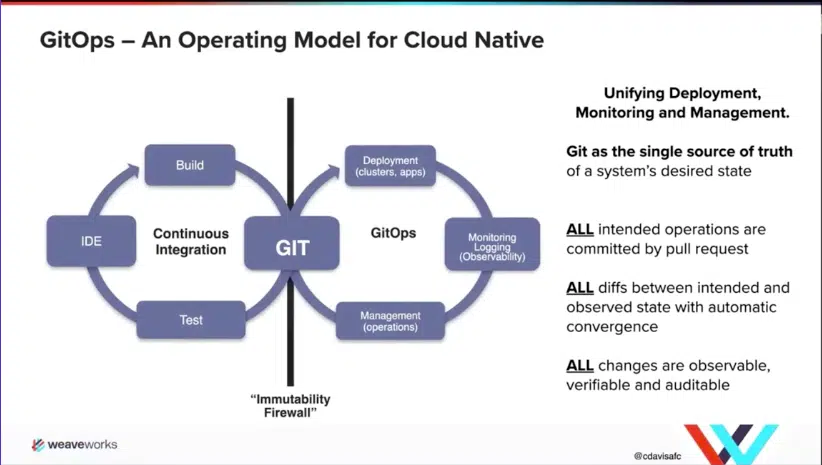 GitOps – An Operating Model for Cloud Native
Build
IDE
Continuous
Integration
Test
GIT
Deployment
(clusters, apps)
GitOps
Monitoring
Logging
(Observability)
Management
(operations)
“Immutability
Firewall”
Unifying Deployment,
Monitoring and Management.
Git as the single source of truth
of a system’s desired state
ALL intended operations are
committed by pull request
ALL diffs between intended and
observed state with automatic
convergence
ALL changes are observable,
verifiable and auditable
weaveworks
@cdavisafc